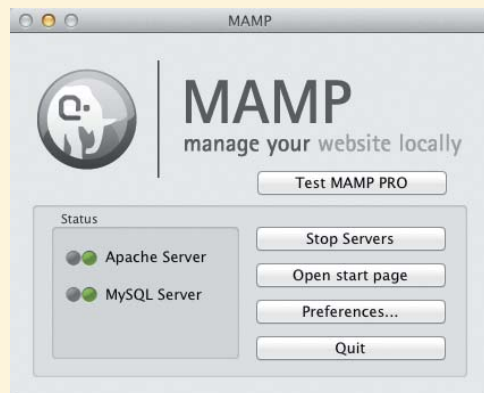 MAMP
MAMP
manage your website locally
Test MAMP PRO
Status
Apache Server
MySQL Server
Stop Servers
Open start page
Preferences...
Quit